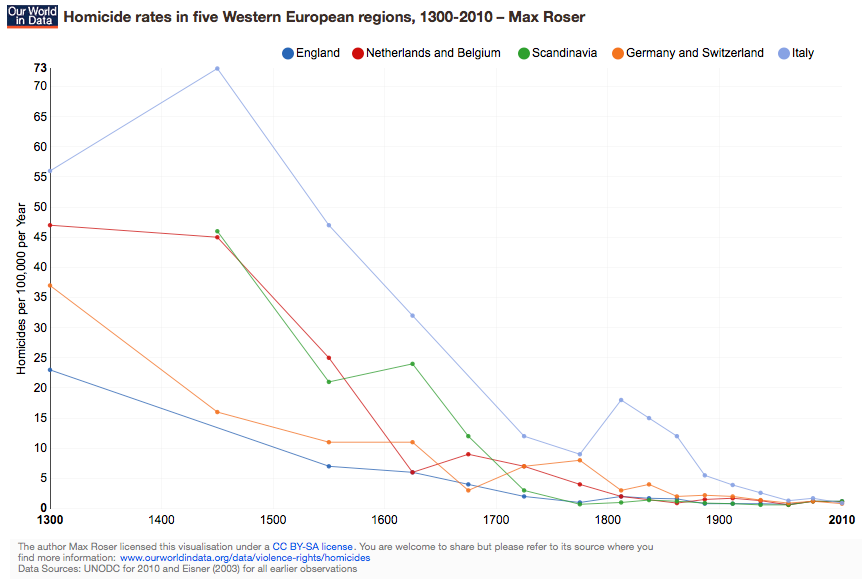 Our World
in Data
Homicide rates in five Western European regions, 1300-2010 – Max Roser
England Netherlands and Belgium Scandinavia Germany and Switzerland Italy
73
70
65
60
55
50
45
40
35
30
25
20
15
10
5
0
Homicides per 100,000 per Year
1300 1400 1500 1600 1700 1800 1900 2010
The author Max Roser licensed this visualisation under a CC BY-SA license. You are welcome to share but please refer to its source where you
find more information: www.ourworldindata.org/data/violence-rights/homicides
Data Sources: UNODC for 2010 and Eisner (2003) for all earlier observations